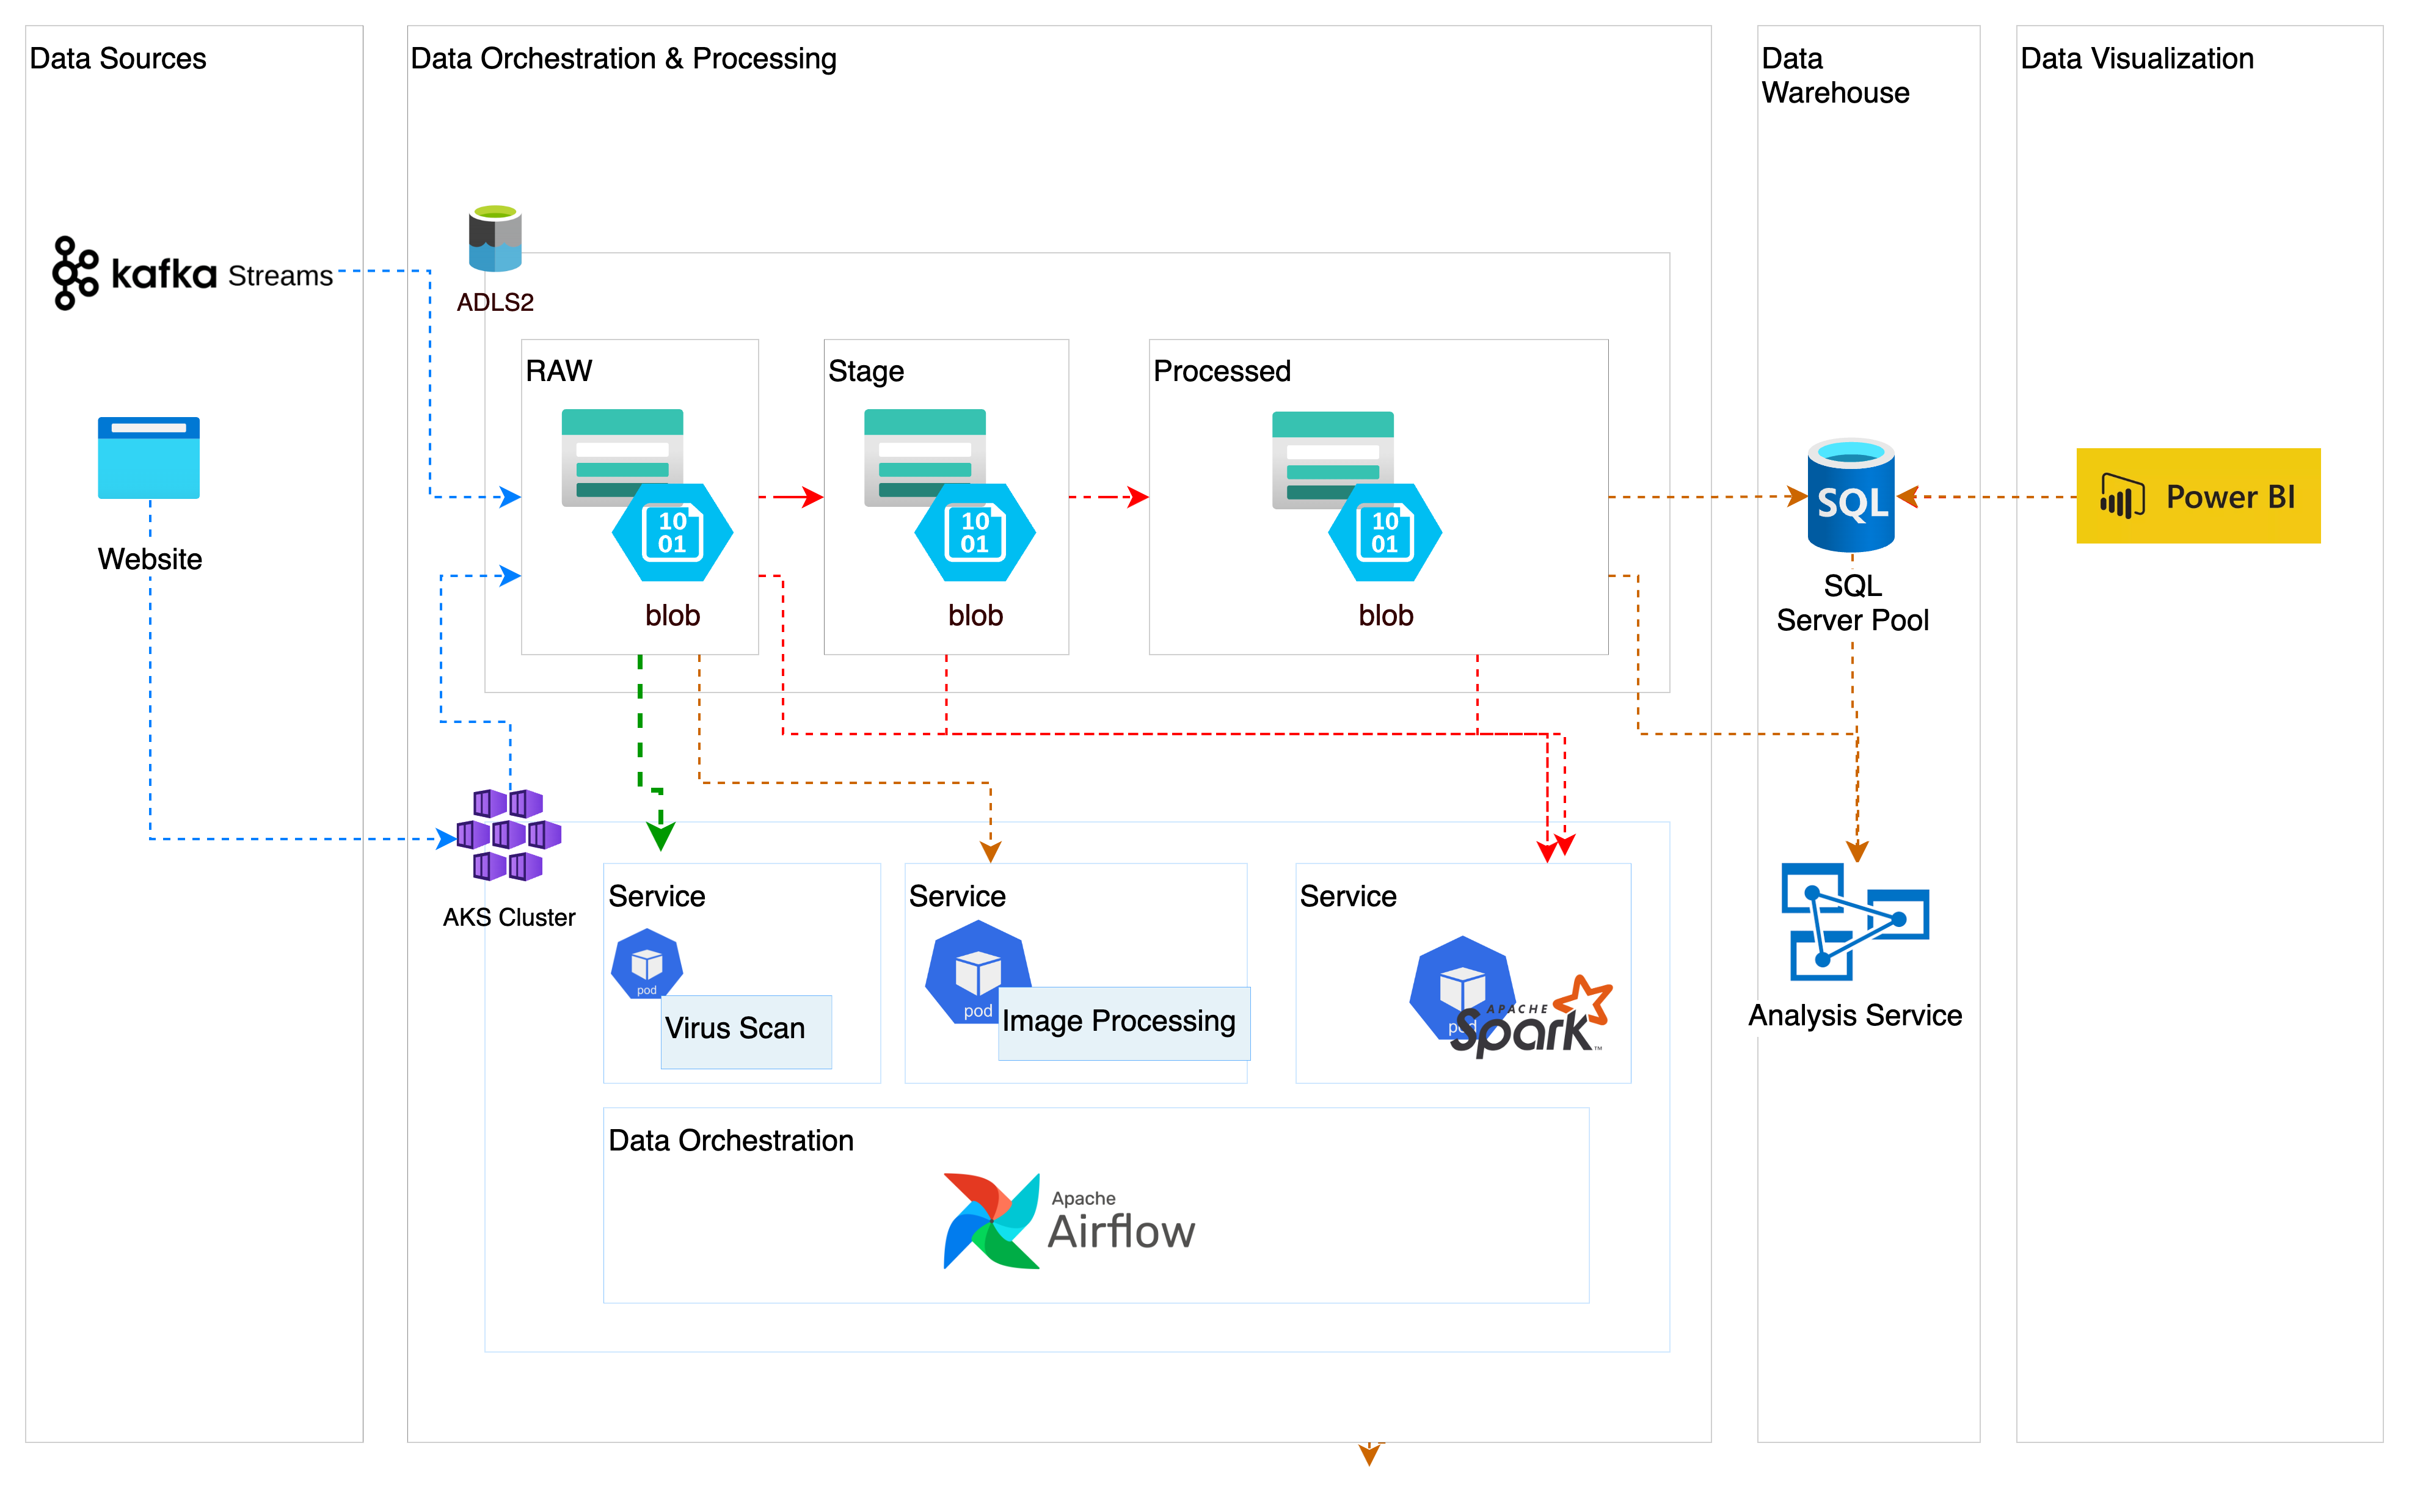 Data Sources
Data Orchestration & Processing
Data
Warehouse
Data Visualization
kafka Streams
ADLS2
RAW
Stage
Processed
10
01
10
01
10
01
blob
blob
blob
Website
SQL
SQL
Server Pool
Power BI
AKS Cluster
Service
pod
Virus Scan
Service
pod
Image Processing
Service
pod
APACHE
Spark™
Analysis Service
Data Orchestration
Apache
Airflow